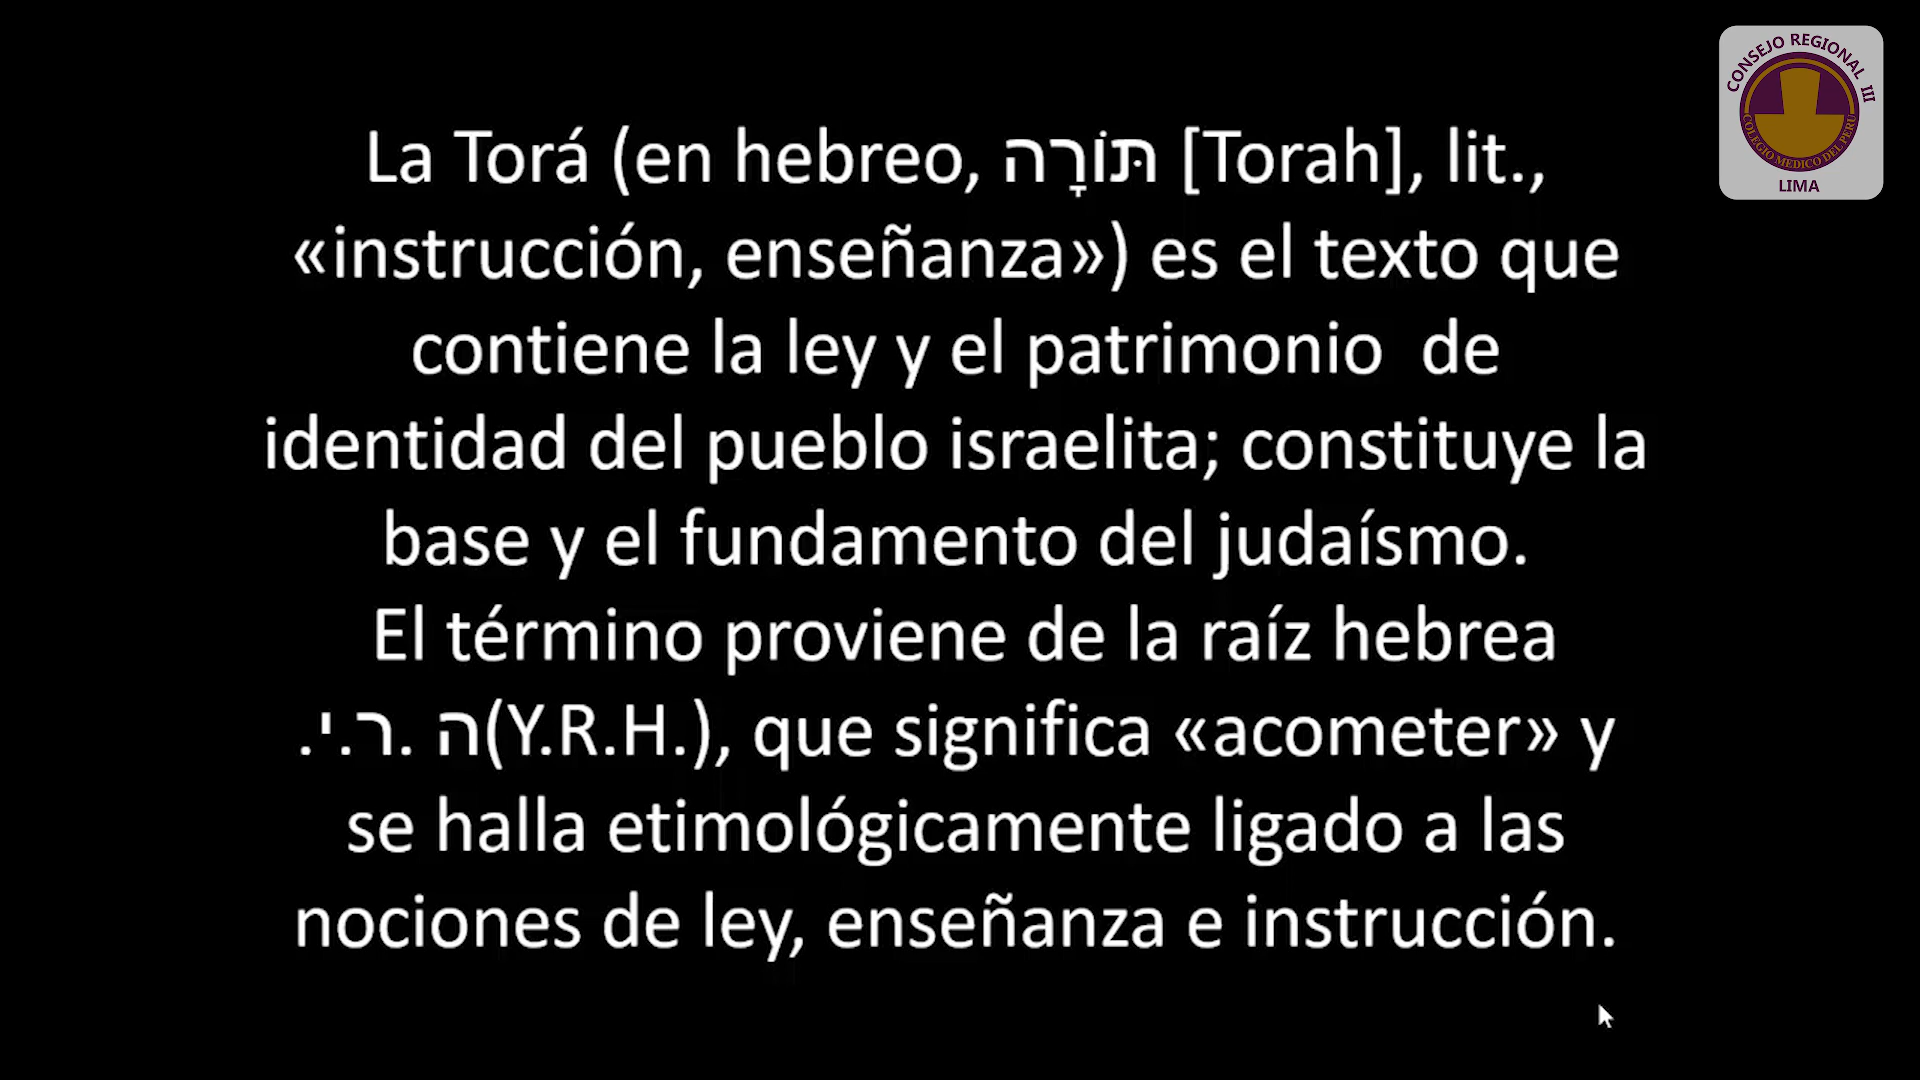 La Torá (en hebreo, תּוֹרָה [Torah], lit.,
«instrucción, enseñanza») es el texto que
contiene la ley y el patrimonio de
identidad del pueblo israelita; constituye la
base y el fundamento del judaísmo.
El término proviene de la raíz hebrea
.י.ר. ה(Y.R.H.), que significa «acometer» y
se halla etimológicamente ligado a las
nociones de ley, enseñanza e instrucción.
CONSEJO REGIONAL III
COLEGIO MEDICO DEL PERU
LIMA